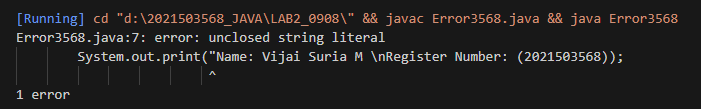 [Running] cd "d:\2021503568_JAVA\LAB2_0908\" && javac Error3568.java && java Error3568
Error3568.java:7: error: unclosed string literal
System.out.print("Name: Vijai Suria M \nRegister Number: (2021503568));
^
1 error